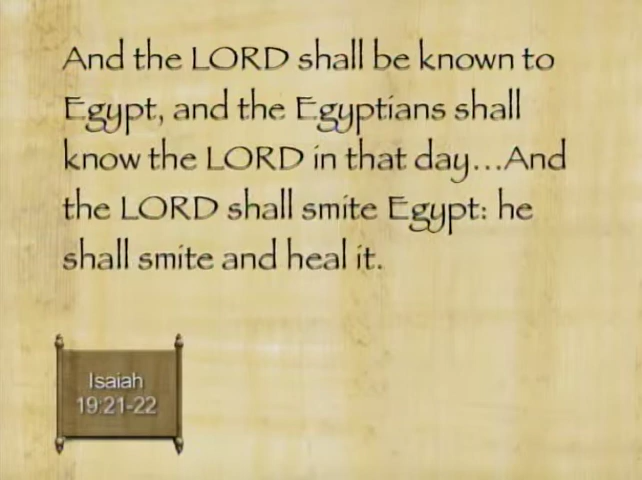 And the LORD shall be known to
Egypt, and the Egyptians shall
know the LORD in that day...And
the LORD shall smite Egypt: he
shall smite and heal it.
Isaiah
19:21-22